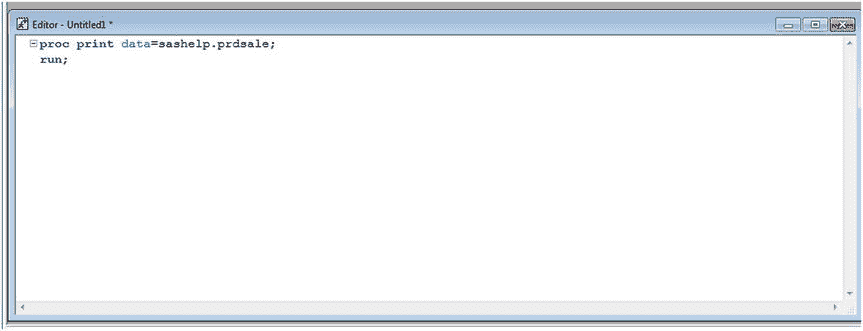 Editor - Untitled1 *
proc print data=sashelp.prdsale;
run;